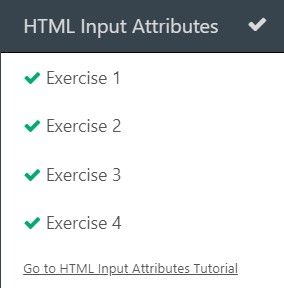 HTML Input Attributes
Exercise 1
Exercise 2
Exercise 3
Exercise 4
Go to HTML Input Attributes Tutorial